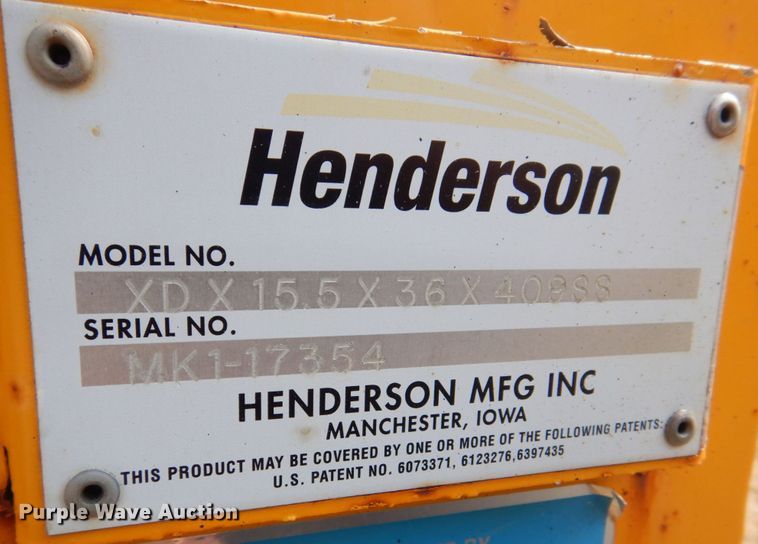 Henderson
MODEL NO.
XD X 15.5 X 36 X 409SS
SERIAL NO.
MK1-17354
HENDERSON MFG INC
MANCHESTER, IOWA
THIS PRODUCT MAY BE COVERED BY ONE OR MORE OF THE FOLLOWING PATENTS:
U.S. PATENT NO. 6073371, 6123276,6397435
Purple Wave Auction